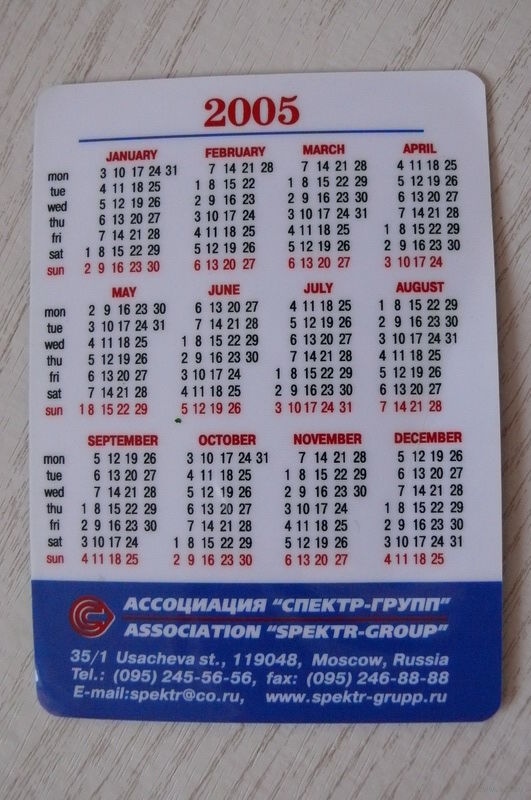 2005
JANUARY FEBRUARY MARCH APRIL
mon 3 10 17 24 31 7 14 21 28 7 14 21 28 4 11 18 25
tue 4 11 18 25 1 8 15 22 1 8 15 22 29 5 12 19 26
wed 5 12 19 26 2 9 16 23 2 9 16 23 30 6 13 20 27
thu 6 13 20 27 3 10 17 24 3 10 17 24 31 7 14 21 28
fri 7 14 21 28 4 11 18 25 4 11 18 25 1 8 15 22 29
sat 1 8 15 22 29 5 12 19 26 5 12 19 26 2 9 16 23 30
sun 2 9 16 23 30 6 13 20 27 6 13 20 27 3 10 17 24
MAY JUNE JULY AUGUST
mon 2 9 16 23 30 6 13 20 27 4 11 18 25 1 8 15 22 29
tue 3 10 17 24 31 7 14 21 28 5 12 19 26 2 9 16 23 30
wed 4 11 18 25 1 8 15 22 29 6 13 20 27 3 10 17 24 31
thu 5 12 19 26 2 9 16 23 30 7 14 21 28 4 11 18 25
fri 6 13 20 27 3 10 17 24 1 8 15 22 29 5 12 19 26
sat 7 14 21 28 4 11 18 25 2 9 16 23 30 6 13 20 27
sun 1 8 15 22 29 5 12 19 26 3 10 17 24 31 7 14 21 28
SEPTEMBER OCTOBER NOVEMBER DECEMBER
mon 5 12 19 26 3 10 17 24 31 7 14 21 28 5 12 19 26
tue 6 13 20 27 4 11 18 25 1 8 15 22 29 6 13 20 27
wed 7 14 21 28 5 12 19 26 2 9 16 23 30 7 14 21 28
thu 1 8 15 22 29 6 13 20 27 3 10 17 24 1 8 15 22 29
fri 2 9 16 23 30 7 14 21 28 4 11 18 25 2 9 16 23 30
sat 3 10 17 24 1 8 15 22 29 5 12 19 26 3 10 17 24 31
sun 4 11 18 25 2 9 16 23 30 6 13 20 27 4 11 18 25
АССОЦИАЦИЯ "СПЕКТР-ГРУПП"
ASSOCIATION "SPEKTR-GROUP"
35/1 Usacheva st., 119048, Moscow, Russia
Tel.: (095) 245-56-56, fax: (095) 246-88-88
E-mail:spektr@co.ru, www.spektr-grupp.ru